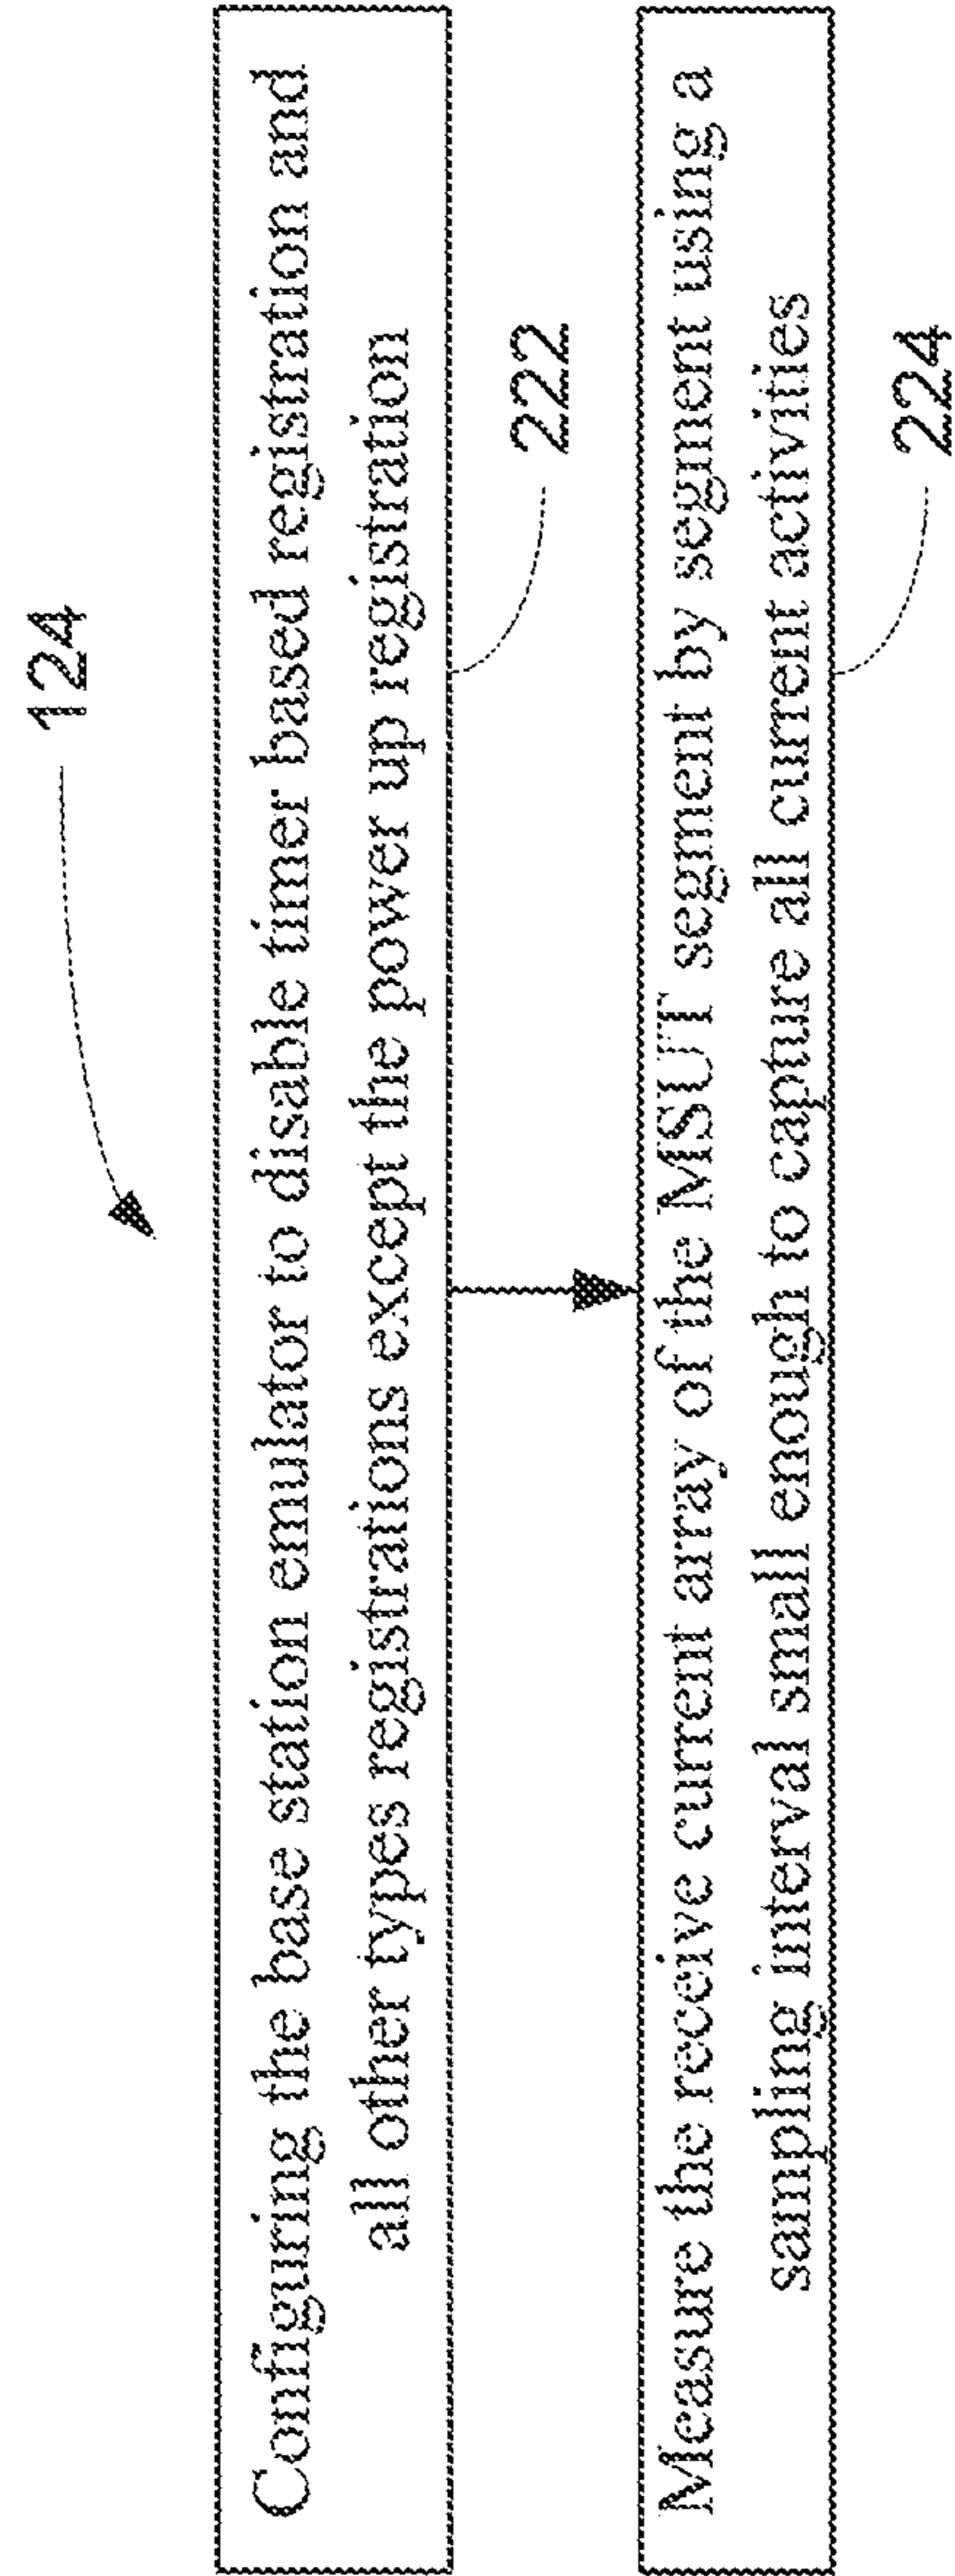 124
Configuring the base station emulator to disable timer based registration and
all other types registrations except the power up registration
222
Measure the receive current array of the MSUT segment by segment using a
sampling interval small enough to capture all current activities
224